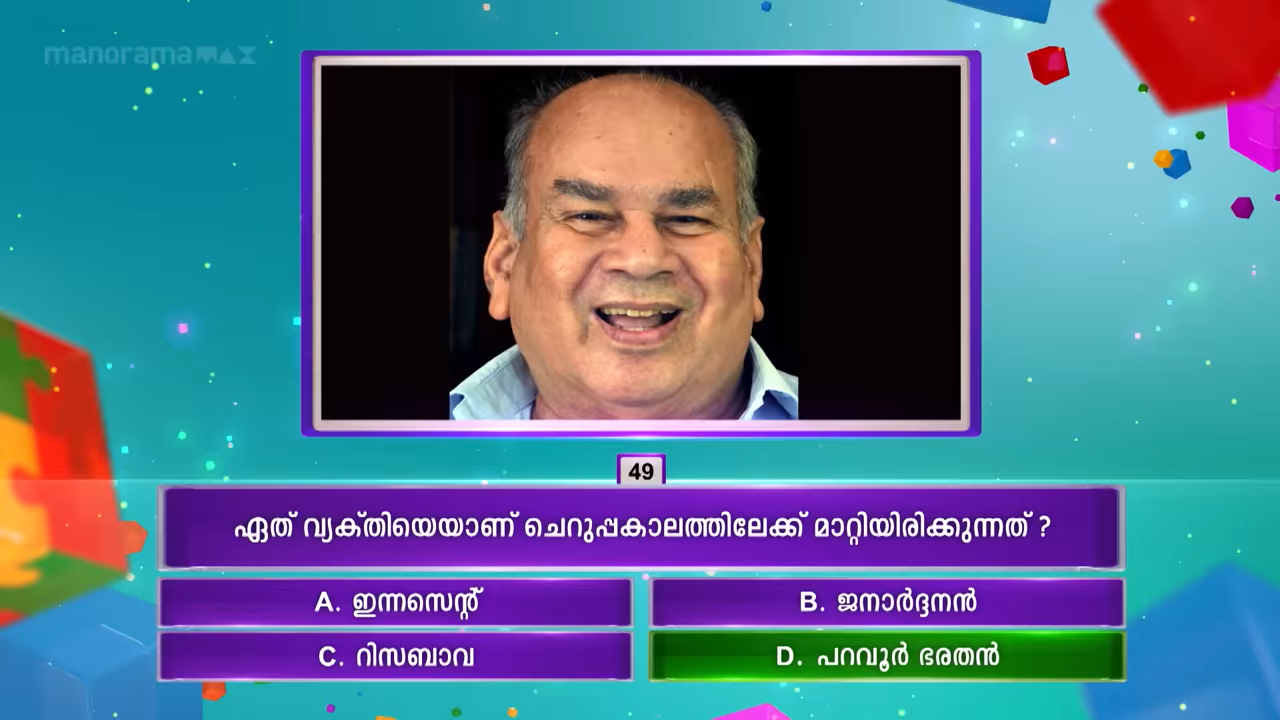 manoramaMAX
49
ഏത് വ്യക്തിയെയാണ് ചെറുപ്പകാലത്തിലേക്ക് മാറ്റിയിരിക്കുന്നത് ?
A. ഇന്നസെന്റ്
B. ജനാർദ്ദനൻ
C. റിസബാവ
D. പറവൂർ ഭരതൻ